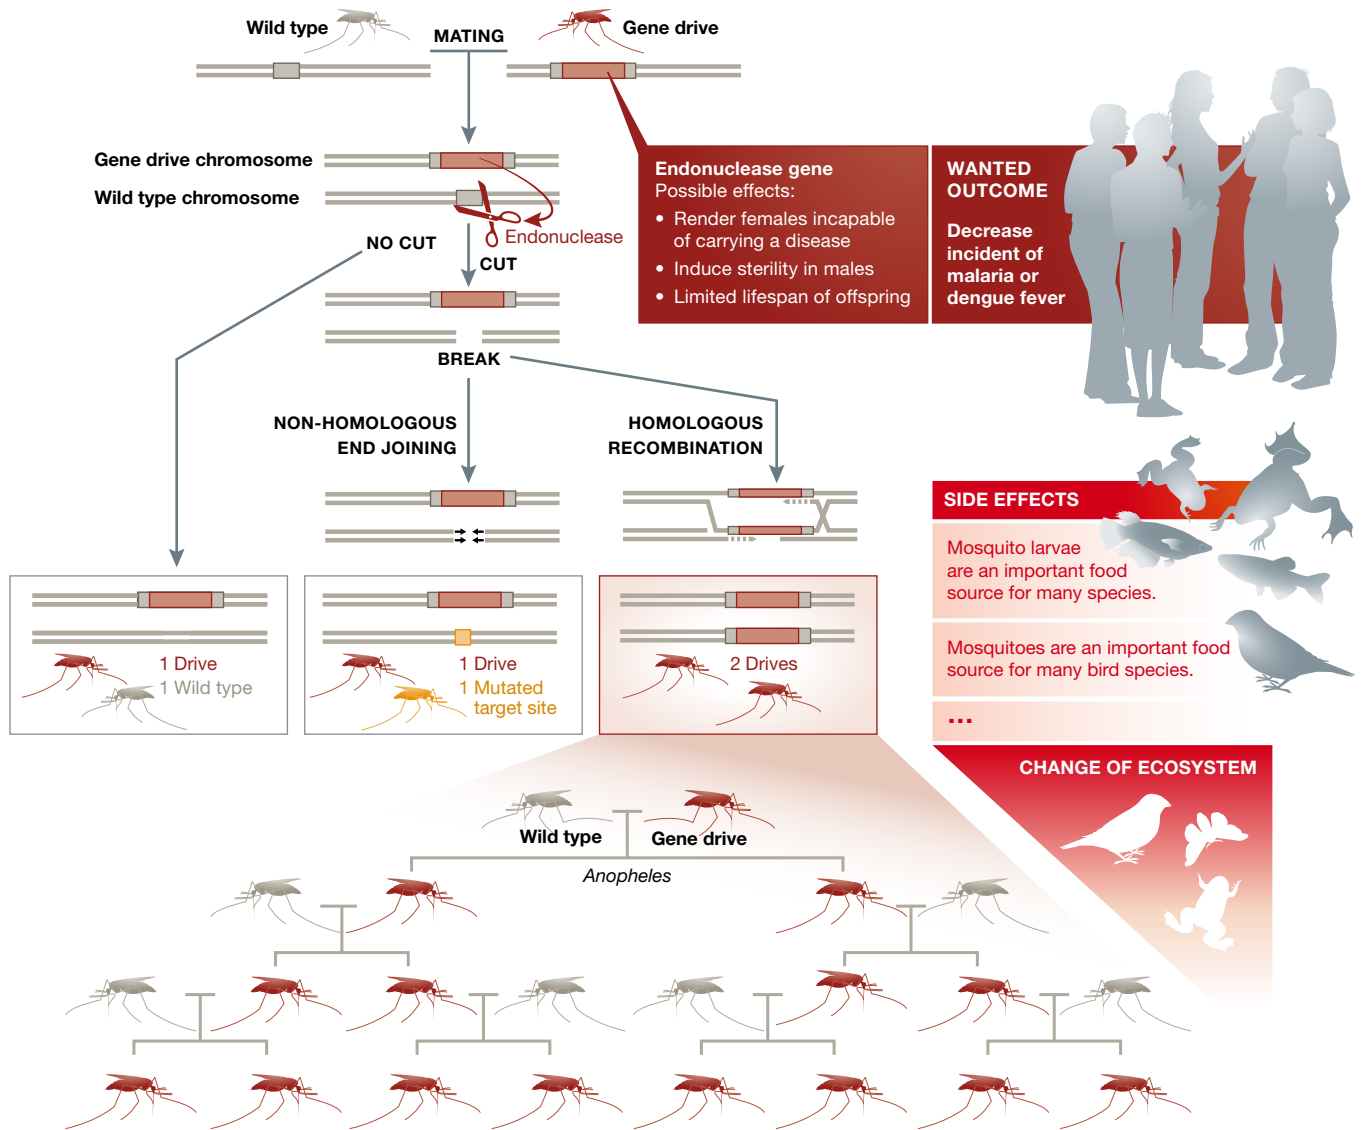 Wild type
MATING
Gene drive
Gene drive chromosome
Wild type chromosome
Endonuclease
NO CUT
CUT
BREAK
NON-HOMOLOGOUS
END JOINING
HOMOLOGOUS
RECOMBINATION
Endonuclease gene
Possible effects:
• Render females incapable
of carrying a disease
• Induce sterility in males
• Limited lifespan of offspring
WANTED
OUTCOME
Decrease
incident of
malaria or
dengue fever
SIDE EFFECTS
Mosquito larvae
are an important food
source for many species.
Mosquitoes are an important food
source for many bird species.
...
CHANGE OF ECOSYSTEM
1 Drive
1 Wild type
1 Drive
1 Mutated
target site
2 Drives
Wild type
Gene drive
Anopheles